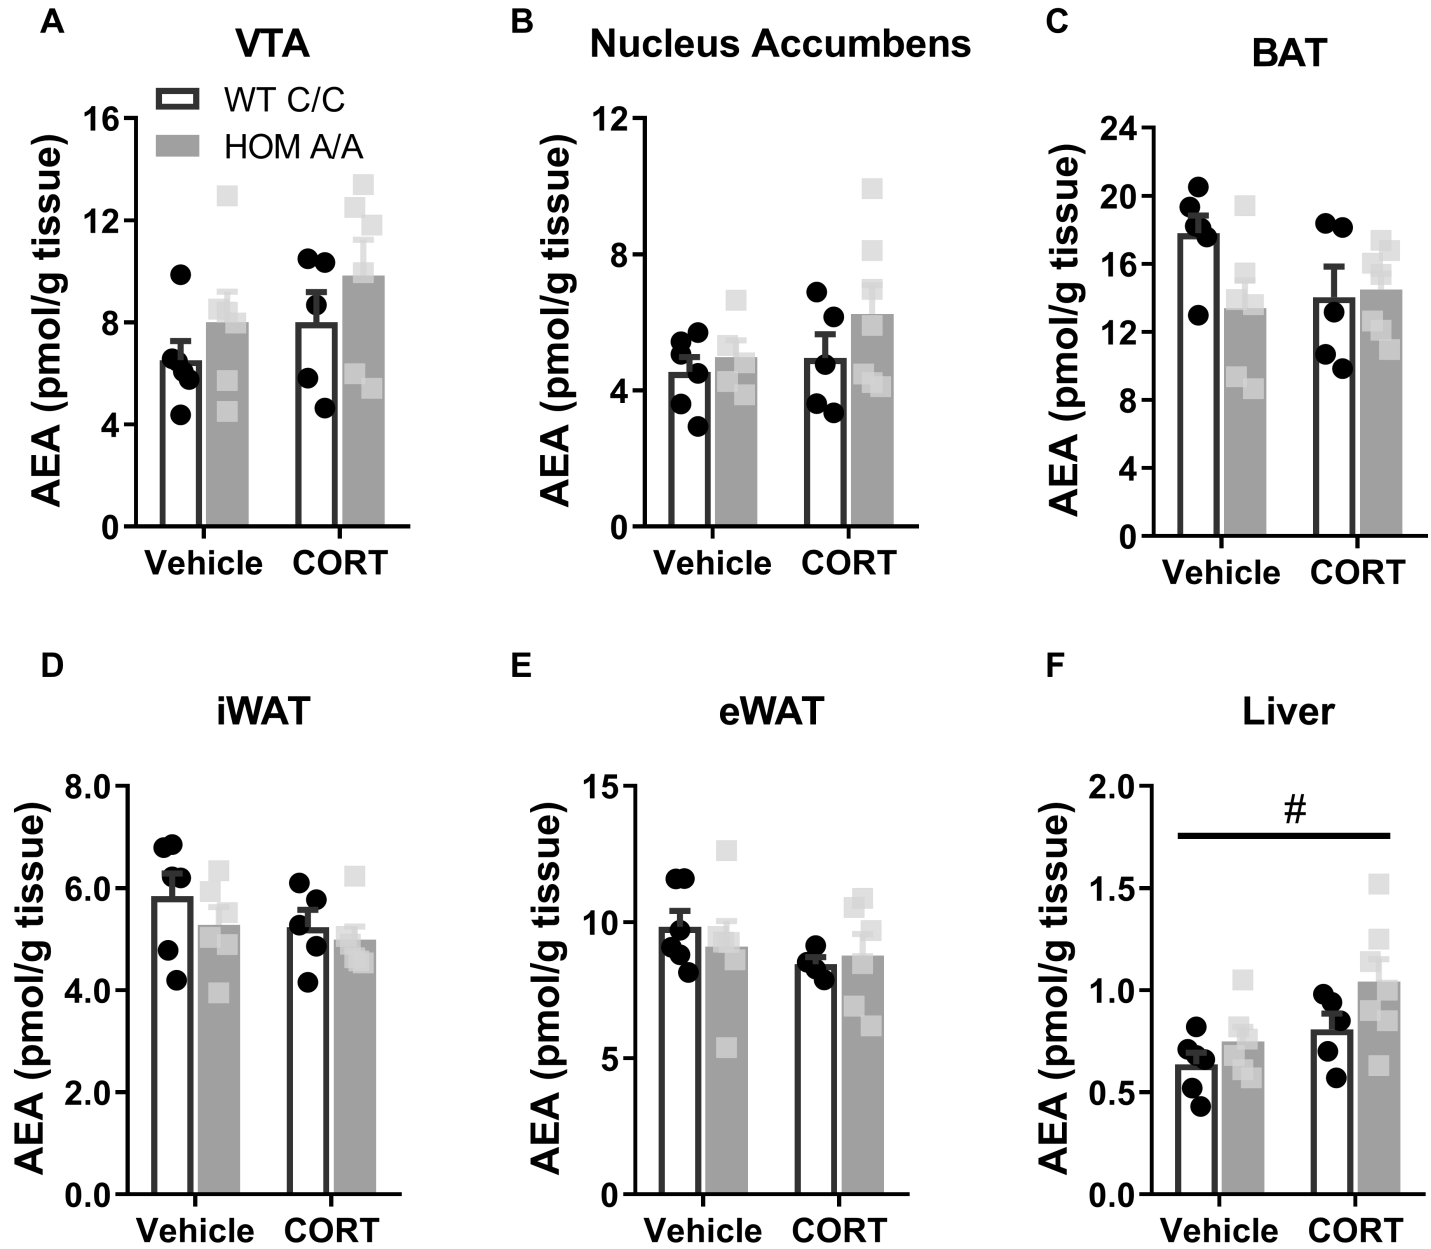 A
VTA
WT C/C
HOM A/A
AEA (pmol/g tissue)
16
12
8
4
0
Vehicle CORT
B
Nucleus Accumbens
AEA (pmol/g tissue)
12
8
4
0
Vehicle CORT
C
BAT
AEA (pmol/g tissue)
24
20
16
12
8
4
0
Vehicle CORT
D
iWAT
AEA (pmol/g tissue)
8.0
6.0
4.0
2.0
0.0
Vehicle CORT
E
eWAT
AEA (pmol/g tissue)
15
10
5
0
Vehicle CORT
F
Liver
AEA (pmol/g tissue)
2.0
#
1.5
1.0
0.5
0.0
Vehicle CORT